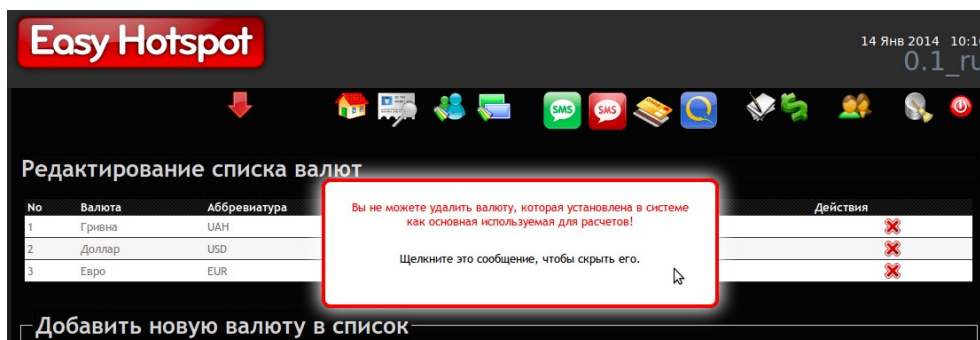 Easy Hotspot
14 Янв 2014 10:10
0.1_ru
SMS SMS
Редактирование списка валют
No Валюта Аббревиатура Действия
1 Гривна UAH
2 Доллар USD
3 Евро EUR
Вы не можете удалить валюту, которая установлена в системе
как основная используемая для расчетов!
Щелкните это сообщение, чтобы скрыть его.
Добавить новую валюту в список